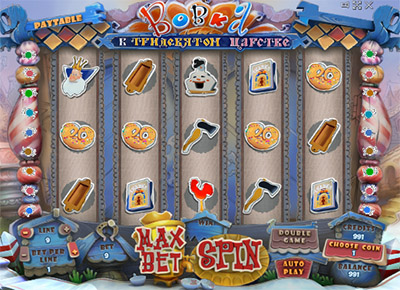 PAYTABLE
ВОВКА
В ТРИДЕВЯТОМ ЦАРСТВЕ
LINE
9
BET PER
LINE
1
BET
9
MAX
BET
WIN
SPIN
DOUBLE
GAME
AUTO
PLAY
CREDITS
991
CHOOSE COIN
1
BALANCE
991